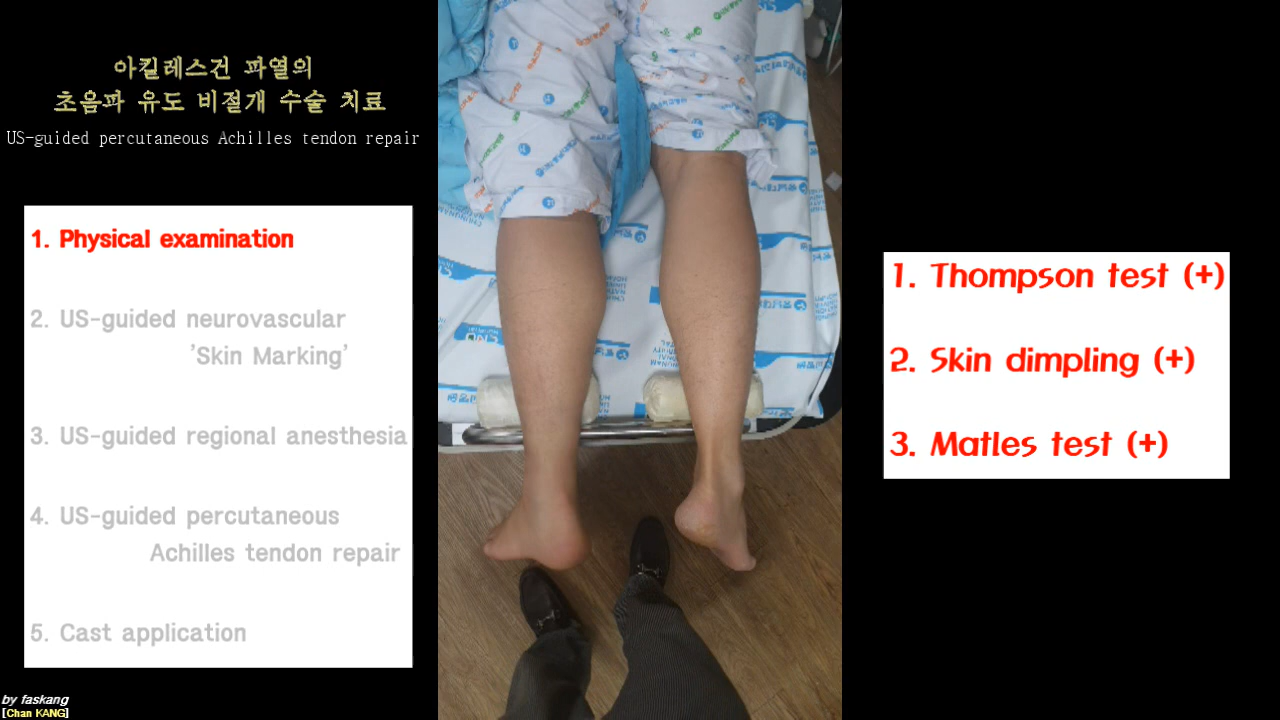 아킬레스건 파열의
초음파 유도 비절개 수술 치료
US-guided percutaneous Achilles tendon repair
1. Physical examination
2. US-guided neurovascular
'Skin Marking'
3. US-guided regional anesthesia
4. US-guided percutaneous
Achilles tendon repair
5. Cast application
by faskang
[Chan KANG]
1. Thompson test (+)
2. Skin dimpling (+)
3. Matles test (+)